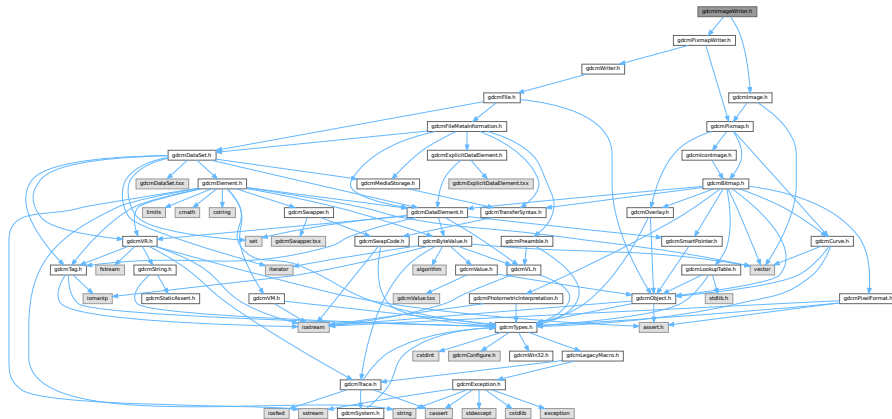 gdcmImageWriter.h
gdcmPixmapWriter.h
gdcmWriter.h
gdcmFile.h
gdcmImage.h
gdcmFileMetaInformation.h
gdcmPixmap.h
gdcmDataSet.h
gdcmExplicitDataElement.h
gdcmIconImage.h
gdcmDataSet.txx
gdcmElement.h
gdcmMediaStorage.h
gdcmExplicitDataElement.txx
gdcmBitmap.h
limits
cmath
cstring
gdcmSwapper.h
gdcmDataElement.h
gdcmTransferSyntax.h
gdcmOverlay.h
gdcmVR.h
set
gdcmSwapper.txx
gdcmSwapCode.h
gdcmByteValue.h
gdcmPreamble.h
gdcmSmartPointer.h
gdcmCurve.h
gdcmTag.h
fstream
gdcmString.h
iterator
algorithm
gdcmValue.h
gdcmVL.h
gdcmLookupTable.h
vector
iomanip
gdcmStaticAssert.h
gdcmVM.h
gdcmValue.txx
gdcmPhotometricInterpretation.h
gdcmObject.h
stdlib.h
gdcmPixelFormat.h
iostream
gdcmTypes.h
assert.h
cstdint
gdcmConfigure.h
gdcmWin32.h
gdcmLegacyMacro.h
gdcmTrace.h
gdcmException.h
iosfwd
sstream
gdcmSystem.h
string
cassert
stdexcept
cstdlib
exception